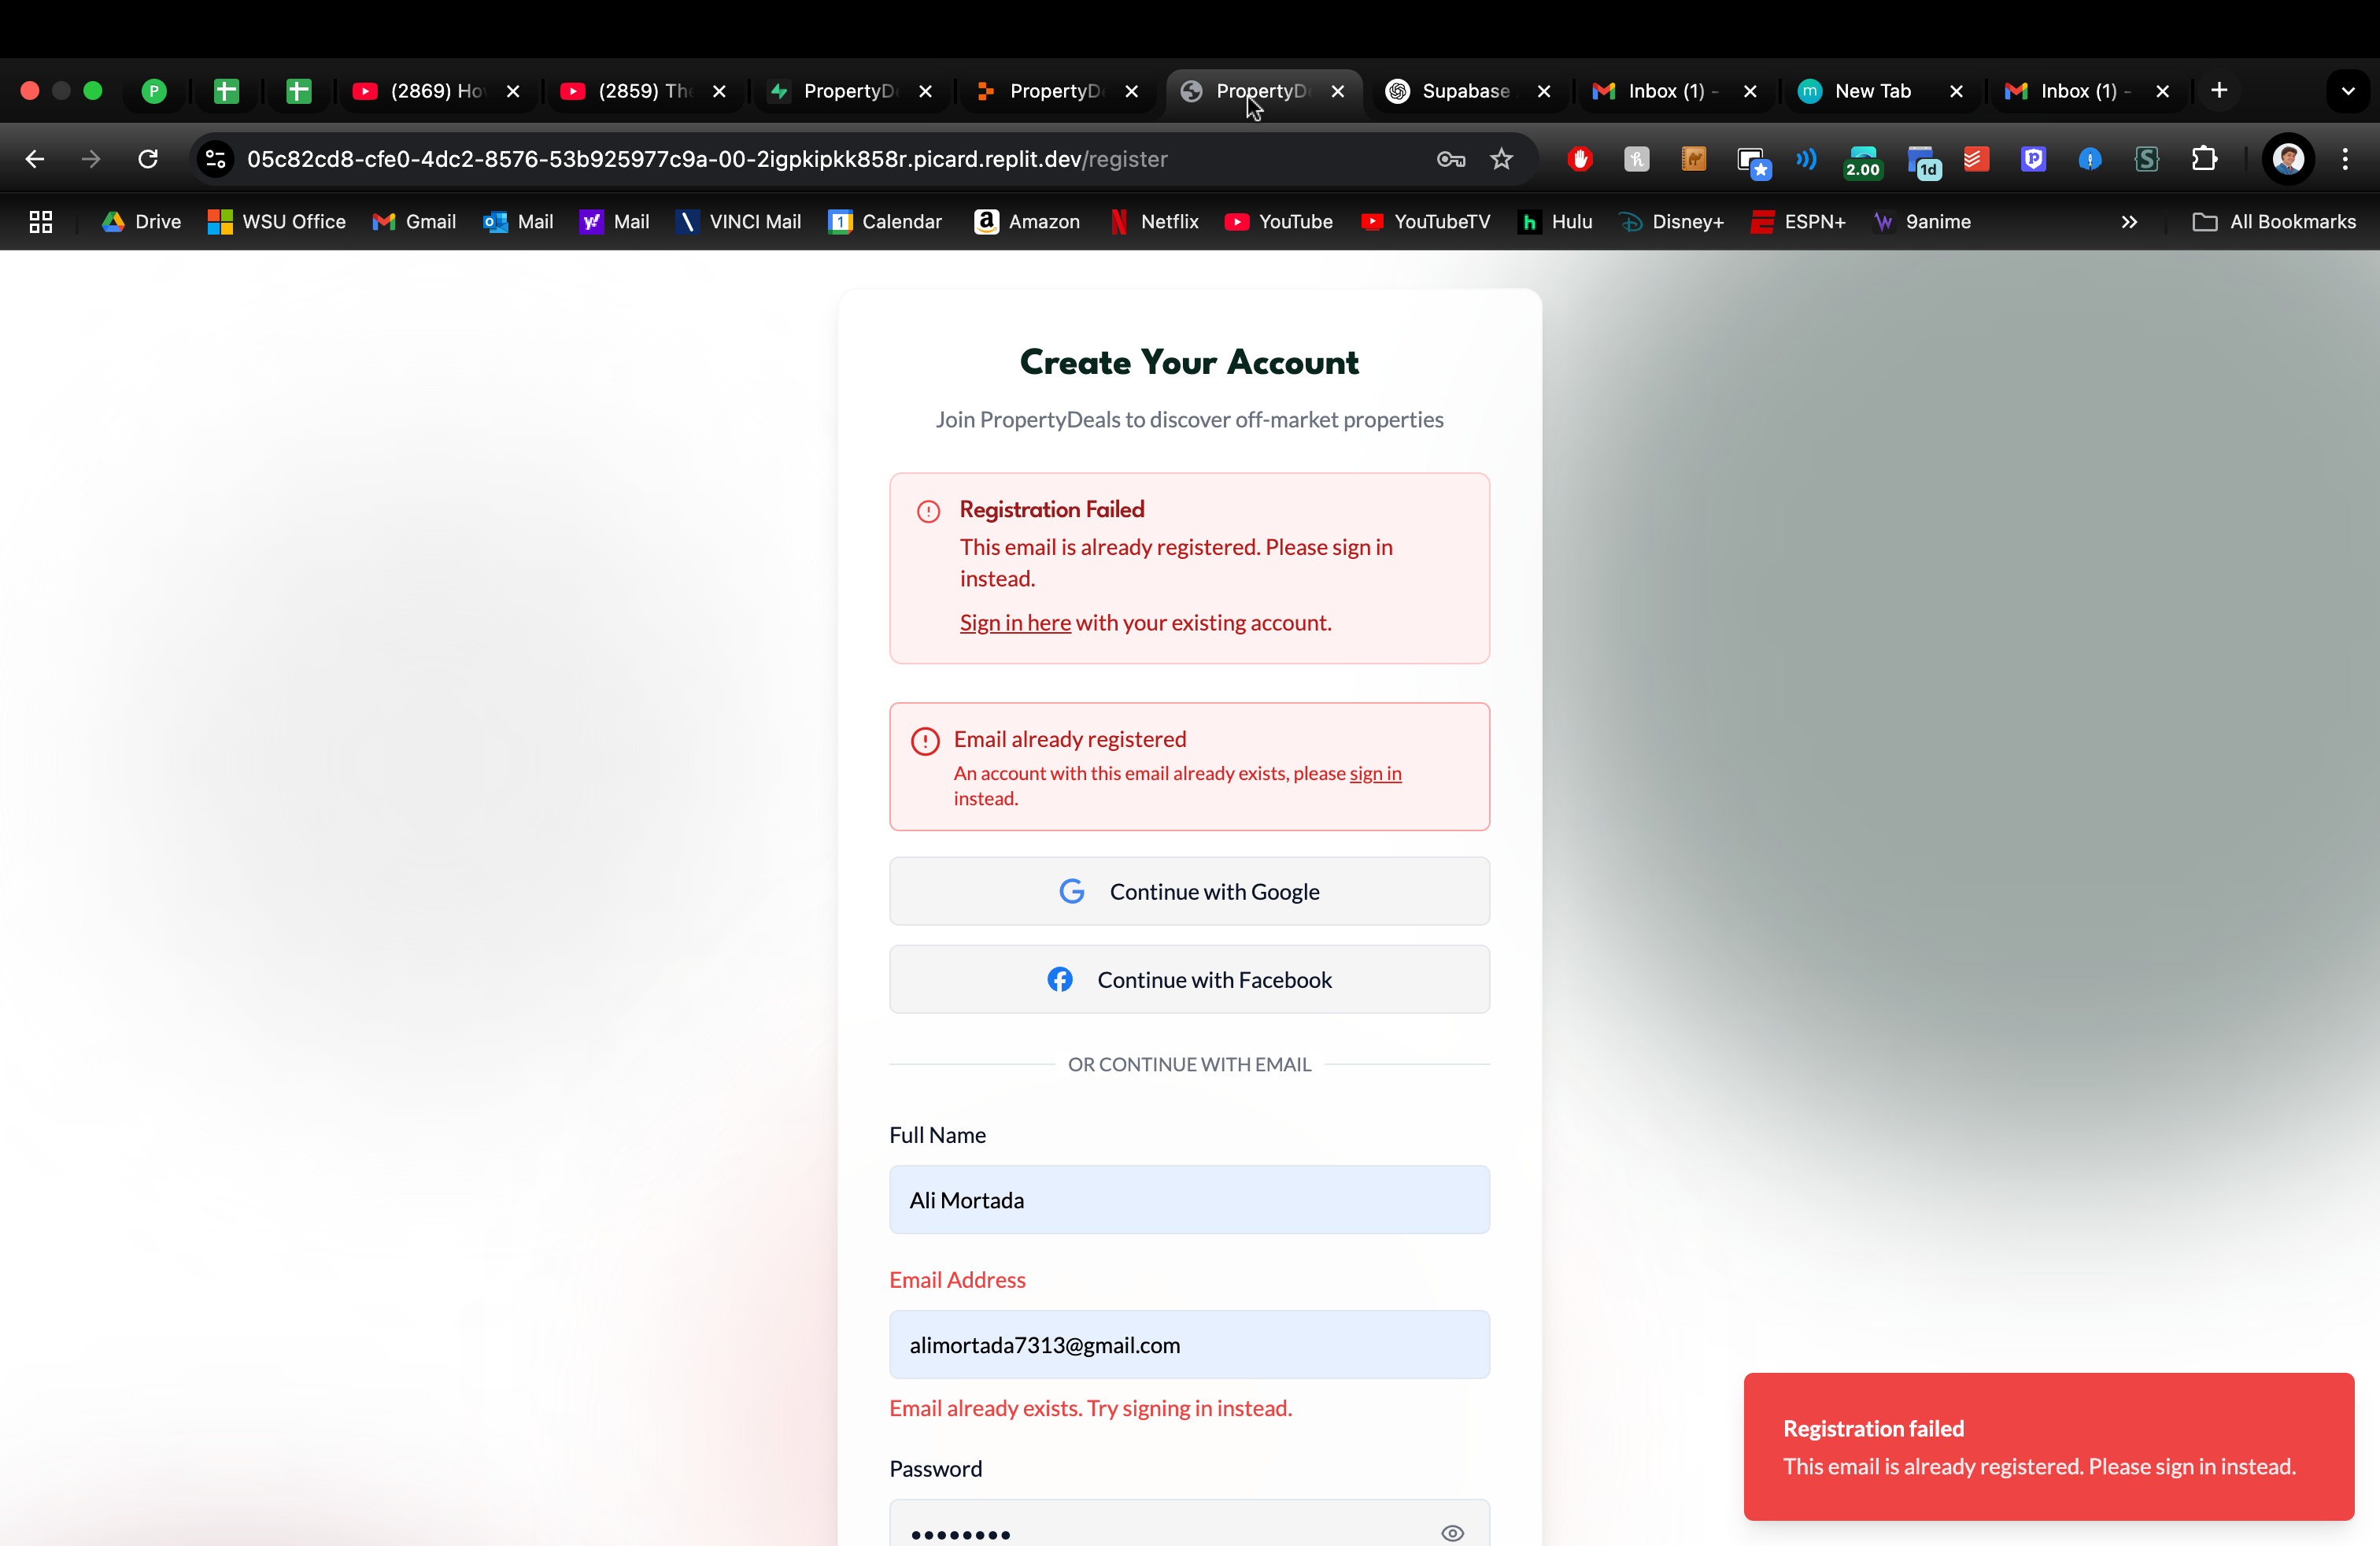 P
(2869) Ho
(2859) Th
PropertyD
PropertyD
PropertyD
Supabase
Inbox (1) -
m
New Tab
Inbox (1) -
05c82cd8-cfe0-4dc2-8576-53b925977c9a-00-2igpkipkk858r.picard.replit.dev/register
2.00
1d
Drive
WSU Office
Gmail
Mail
Mail
VINCI Mail
Calendar
Amazon
Netflix
YouTube
YouTubeTV
Hulu
Disney+
ESPN+
9anime
All Bookmarks
Create Your Account
Join PropertyDeals to discover off-market properties
Registration Failed
This email is already registered. Please sign in
instead.
Sign in here with your existing account.
Email already registered
An account with this email already exists, please sign in
instead.
Continue with Google
Continue with Facebook
OR CONTINUE WITH EMAIL
Full Name
Ali Mortada
Email Address
alimortada7313@gmail.com
Email already exists. Try signing in instead.
Password
Registration failed
This email is already registered. Please sign in instead.